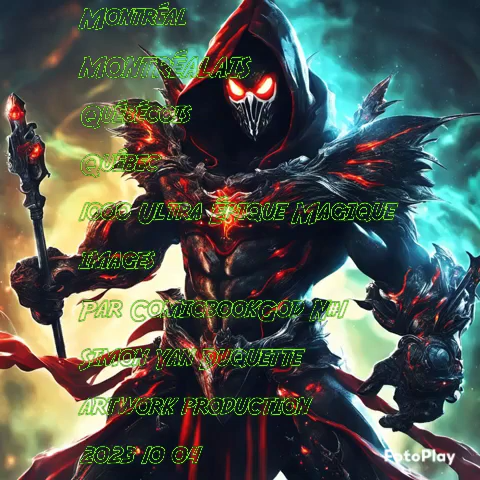 Montréal
Montréalais
Québécois
Québec
1000 Ultra Épique Magique
Images
Par ComicbookGod N#1
Simon Yan Duquette
Artwork Production
2023 10 04
FotoPlay